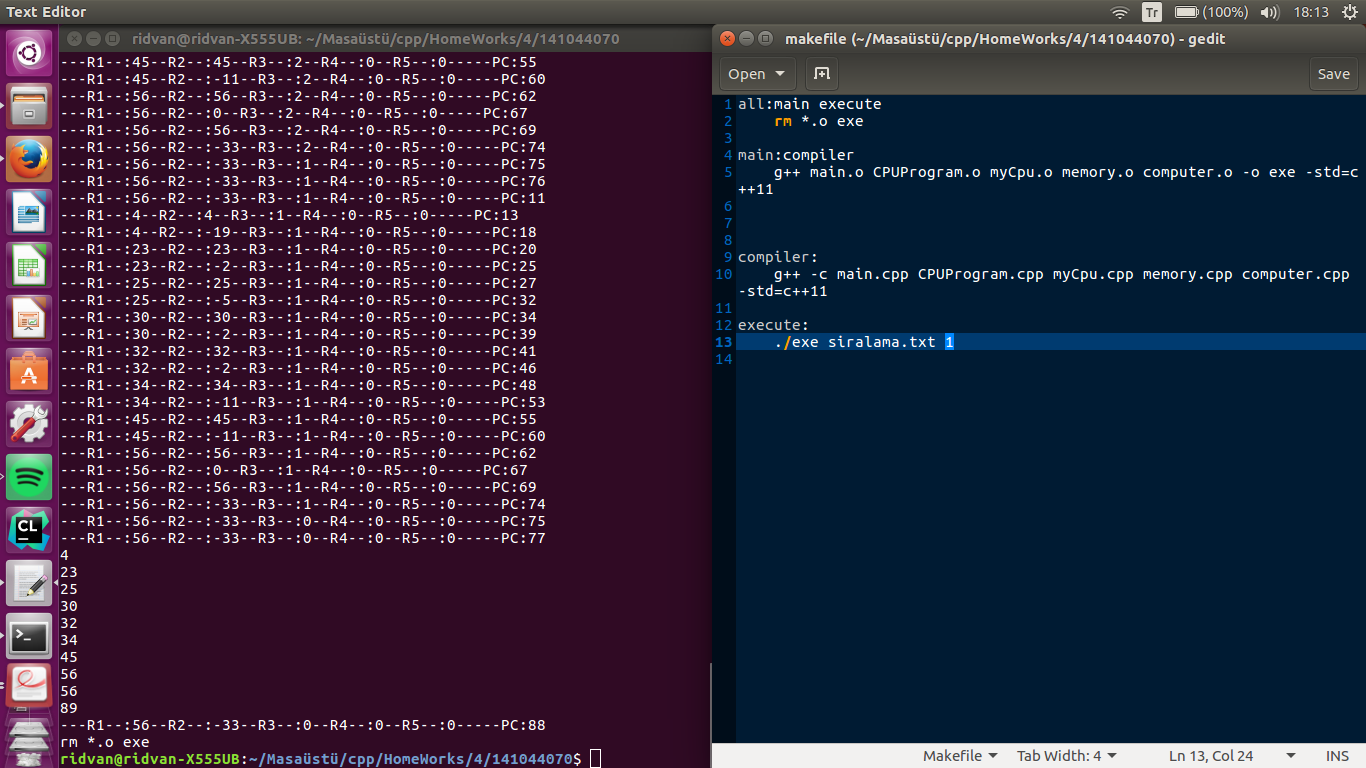 Text Editor
Tr
(100%)
18:13
ridvan@ridvan-X555UB: ~/Masaüstü/cpp/HomeWorks/4/141044070
---R1--:45--R2--:45--R3--:2--R4--:0--R5--:0-----PC:55
---R1--:45--R2--:-11--R3--:2--R4--:0--R5--:0-----PC:60
---R1--:56--R2--:56--R3--:2--R4--:0--R5--:0-----PC:62
---R1--:56--R2--:0--R3--:2--R4--:0--R5--:0-----PC:67
---R1--:56--R2--:56--R3--:2--R4--:0--R5--:0-----PC:69
---R1--:56--R2--:-33--R3--:2--R4--:0--R5--:0-----PC:74
---R1--:56--R2--:-33--R3--:1--R4--:0--R5--:0-----PC:75
---R1--:56--R2--:-33--R3--:1--R4--:0--R5--:0-----PC:76
---R1--:56--R2--:-33--R3--:1--R4--:0--R5--:0-----PC:11
---R1--:4--R2--:4--R3--:1--R4--:0--R5--:0-----PC:13
---R1--:4--R2--:-19--R3--:1--R4--:0--R5--:0-----PC:18
---R1--:23--R2--:23--R3--:1--R4--:0--R5--:0-----PC:20
---R1--:23--R2--:-2--R3--:1--R4--:0--R5--:0-----PC:25
---R1--:25--R2--:25--R3--:1--R4--:0--R5--:0-----PC:27
---R1--:25--R2--:-5--R3--:1--R4--:0--R5--:0-----PC:32
---R1--:30--R2--:30--R3--:1--R4--:0--R5--:0-----PC:34
---R1--:30--R2--:-2--R3--:1--R4--:0--R5--:0-----PC:39
---R1--:32--R2--:32--R3--:1--R4--:0--R5--:0-----PC:41
---R1--:32--R2--:-2--R3--:1--R4--:0--R5--:0-----PC:46
---R1--:34--R2--:34--R3--:1--R4--:0--R5--:0-----PC:48
---R1--:34--R2--:-11--R3--:1--R4--:0--R5--:0-----PC:53
---R1--:45--R2--:45--R3--:1--R4--:0--R5--:0-----PC:55
---R1--:45--R2--:-11--R3--:1--R4--:0--R5--:0-----PC:60
---R1--:56--R2--:56--R3--:1--R4--:0--R5--:0-----PC:62
---R1--:56--R2--:0--R3--:1--R4--:0--R5--:0-----PC:67
---R1--:56--R2--:56--R3--:1--R4--:0--R5--:0-----PC:69
---R1--:56--R2--:-33--R3--:1--R4--:0--R5--:0-----PC:74
---R1--:56--R2--:-33--R3--:0--R4--:0--R5--:0-----PC:75
---R1--:56--R2--:-33--R3--:0--R4--:0--R5--:0-----PC:77
4
23
25
30
32
34
45
56
56
89
---R1--:56--R2--:-33--R3--:0--R4--:0--R5--:0-----PC:88
rm *.o exe
ridvan@ridvan-X555UB:~/Masaüstü/cpp/HomeWorks/4/141044070$
CL
makefile (~/Masaüstü/cpp/HomeWorks/4/141044070) - gedit
Open
Save
1 all:main execute
2 rm *.o exe
3
4 main:compiler
5 g++ main.o CPUProgram.o myCpu.o memory.o computer.o -o exe -std=c
++11
6
7
8
9 compiler:
10 g++ -c main.cpp CPUProgram.cpp myCpu.cpp memory.cpp computer.cpp
-std=c++11
11
12 execute:
13 ./exe siralama.txt 1
14
Makefile
Tab Width: 4
Ln 13, Col 24
INS